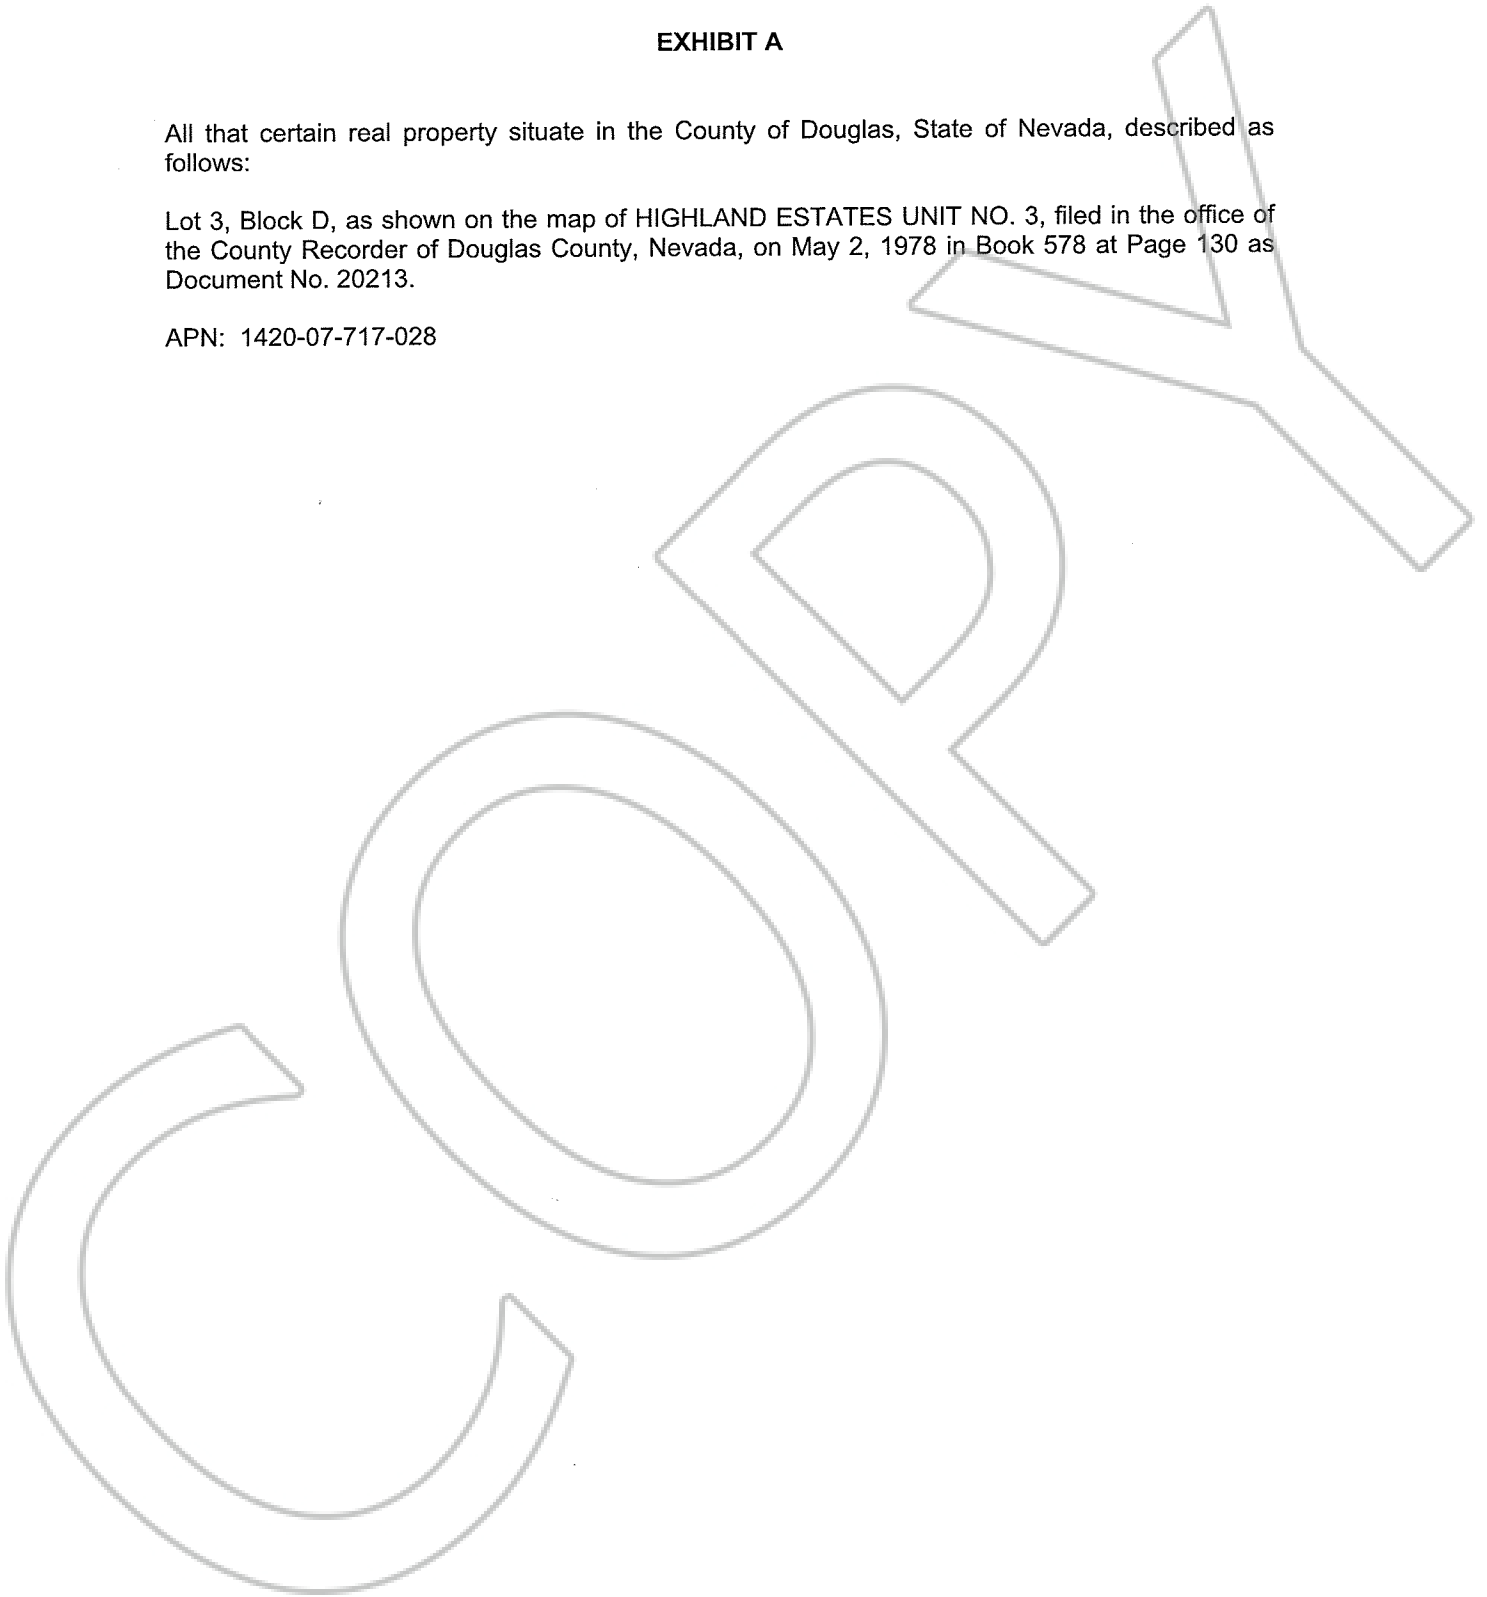 EXHIBIT A
All that certain real property situate in the County of Douglas, State of Nevada, described as
follows:
Lot 3, Block D, as shown on the map of HIGHLAND ESTATES UNIT NO. 3, filed in the office of
the County Recorder of Douglas County, Nevada, on May 2, 1978 in Book 578 at Page 130 as
Document No. 20213.
APN:  1420-07-717-028
COPY